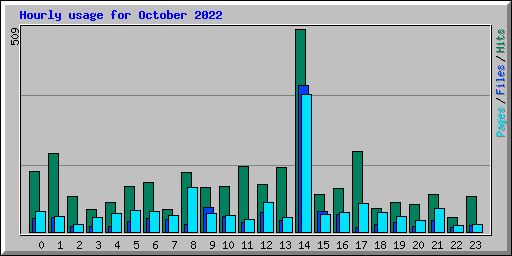 Hourly usage for October 2022
509
Pages / Files / Hits
0 1 2 3 4 5 6 7 8 9 10 11 12 13 14 15 16 17 18 19 20 21 22 23